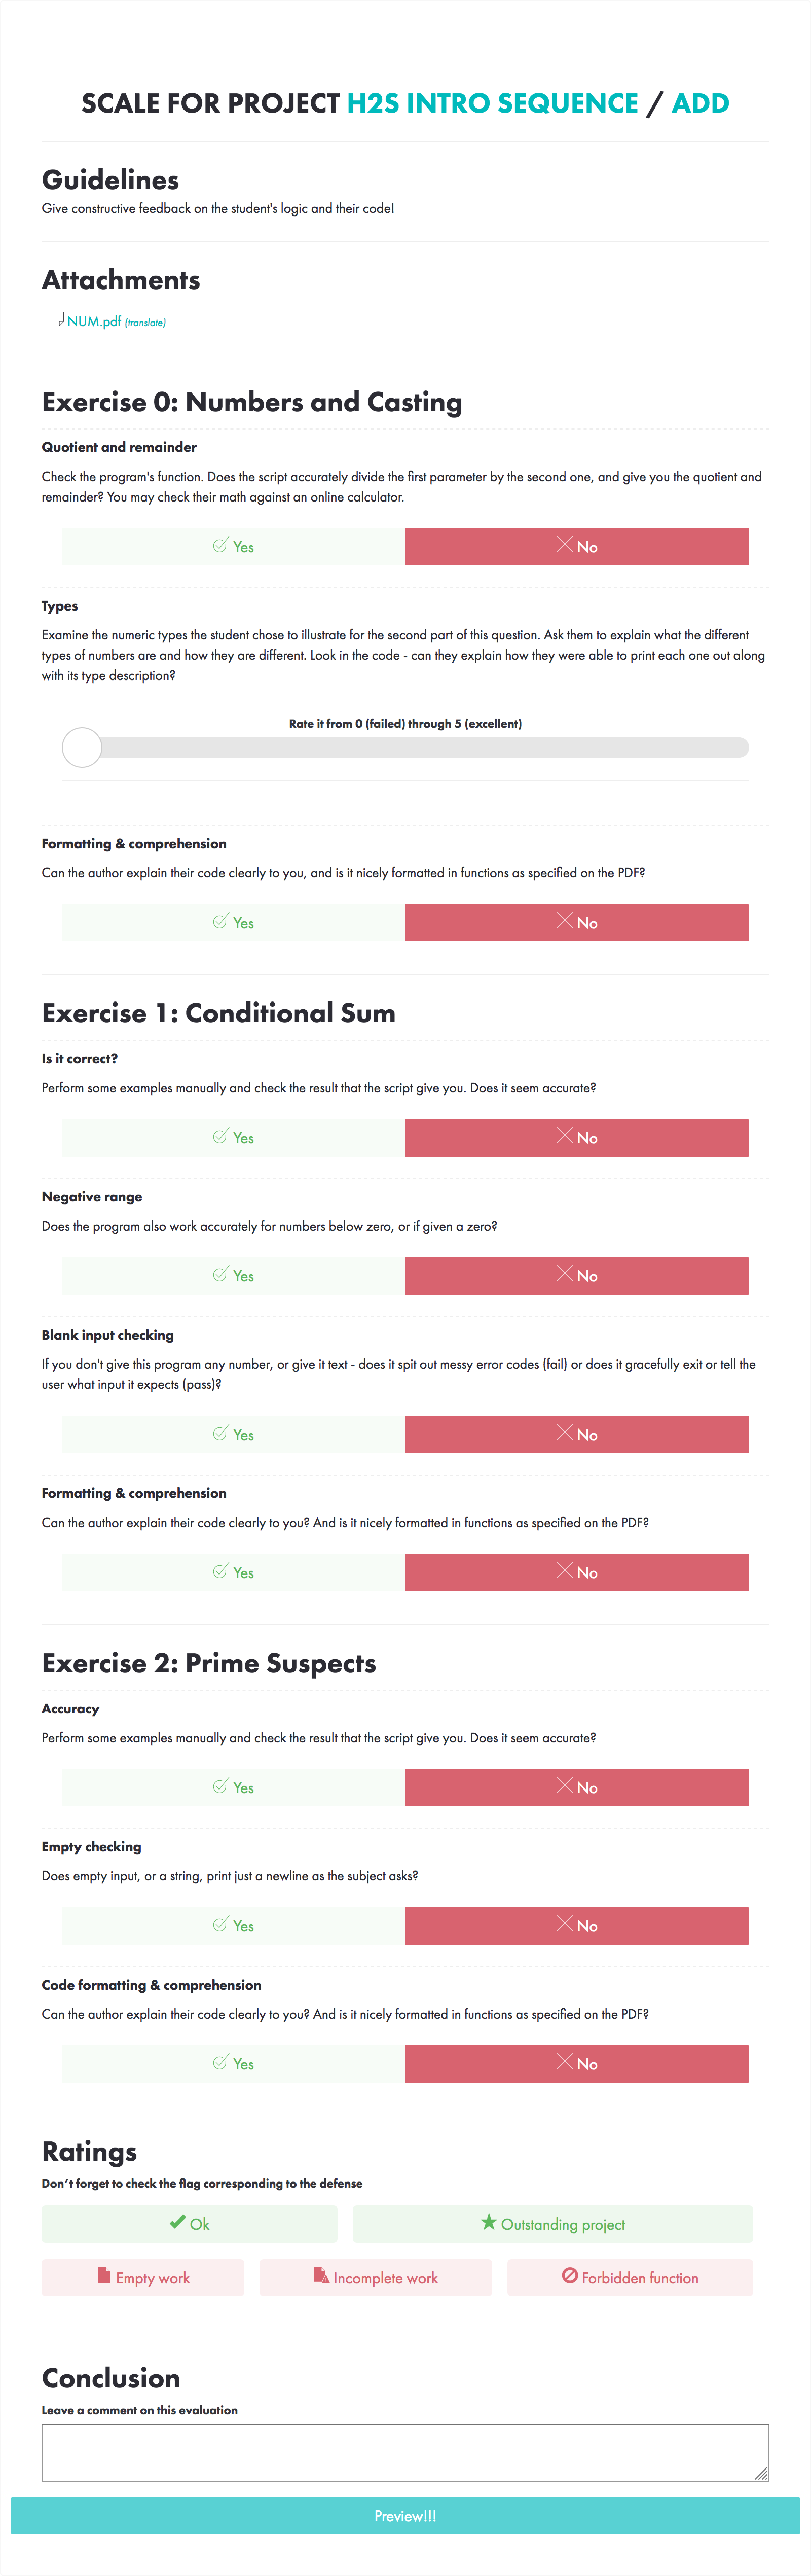 SCALE FOR PROJECT H2S INTRO SEQUENCE / ADD
Guidelines
Give constructive feedback on the student's logic and their code!
Attachments
NUM.pdf (translate)
Exercise 0: Numbers and Casting
Quotient and remainder
Check the program's function. Does the script accurately divide the first parameter by the second one, and give you the quotient and
remainder? You may check their math against an online calculator.
Yes No
Types
Examine the numeric types the student chose to illustrate for the second part of this question. Ask them to explain what the different
types of numbers are and how they are different. Look in the code - can they explain how they were able to print each one out along
with its type description?
Rate it from 0 (failed) through 5 (excellent)
Formatting & comprehension
Can the author explain their code clearly to you, and is it nicely formatted in functions as specified on the PDF?
Yes No
Exercise 1: Conditional Sum
Is it correct?
Perform some examples manually and check the result that the script give you. Does it seem accurate?
Yes No
Negative range
Does the program also work accurately for numbers below zero, or if given a zero?
Yes No
Blank input checking
If you don't give this program any number, or give it text - does it spit out messy error codes (fail) or does it gracefully exit or tell the
user what input it expects (pass)?
Yes No
Formatting & comprehension
Can the author explain their code clearly to you? And is it nicely formatted in functions as specified on the PDF?
Yes No
Exercise 2: Prime Suspects
Accuracy
Perform some examples manually and check the result that the script give you. Does it seem accurate?
Yes No
Empty checking
Does empty input, or a string, print just a newline as the subject asks?
Yes No
Code formatting & comprehension
Can the author explain their code clearly to you? And is it nicely formatted in functions as specified on the PDF?
Yes No
Ratings
Don't forget to check the flag corresponding to the defense
Ok Outstanding project
Empty work Incomplete work Forbidden function
Conclusion
Leave a comment on this evaluation
Preview!!!